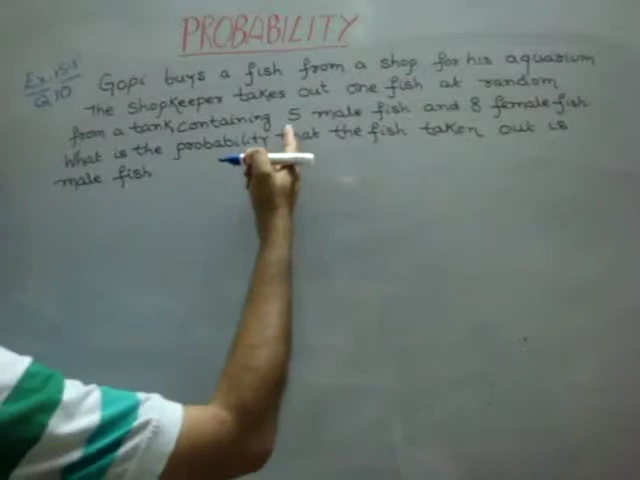 PROBABILITY
Ex. 15.1
Q. 10
Gopi buys a fish from a shop for his aquarium
The shopkeeper takes out one fish at random
from a tank containing 5 male fish and 8 female fish
What is the probability that the fish taken out is
male fish